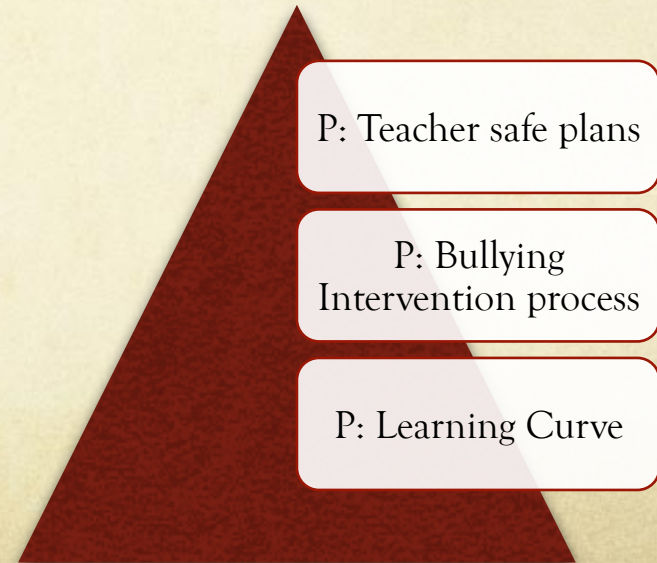 P: Teacher safe plans
P: Bullying
Intervention process
P: Learning Curve